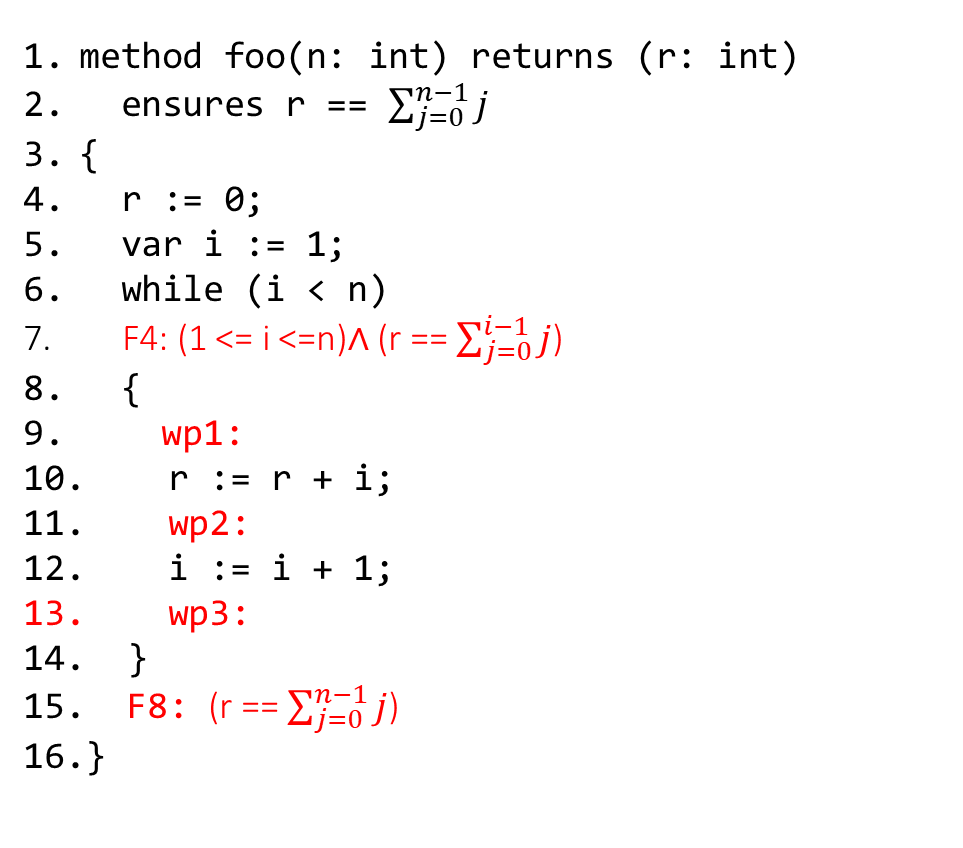 1. method foo(n: int) returns (r: int)
2. ensures r == ∑_{j=0}^{n−1} j
3. {
4. r := 0;
5. var i := 1;
6. while (i < n)
7. F4: (1 <= i <=n)∧ (r == ∑_{j=0}^{i−1} j)
8. {
9. wp1:
10. r := r + i;
11. wp2:
12. i := i + 1;
13. wp3:
14. }
15. F8: (r == ∑_{j=0}^{n−1} j)
16.}